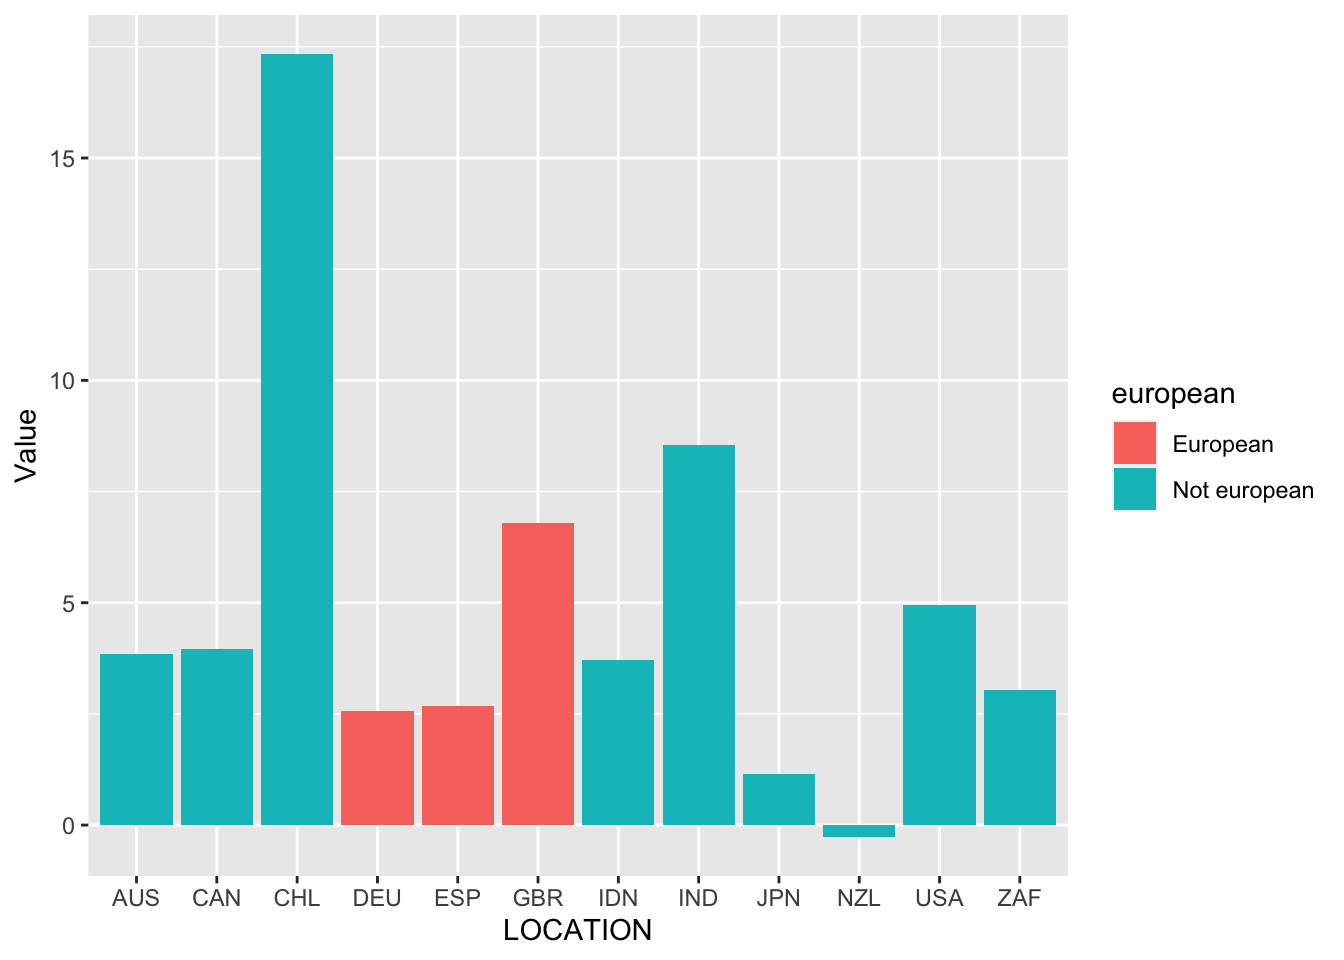 Value
15
10
5
0
AUS CAN CHL DEU ESP GBR IDN IND JPN NZL USA ZAF
LOCATION
european
European
Not european